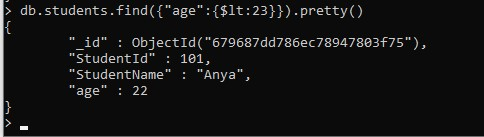 > db.students.find({"age":{$lt:23}}).pretty()
{
        "_id" : ObjectId("679687dd786ec78947803f75"),
        "StudentId" : 101,
        "StudentName" : "Anya",
        "age" : 22
}
>